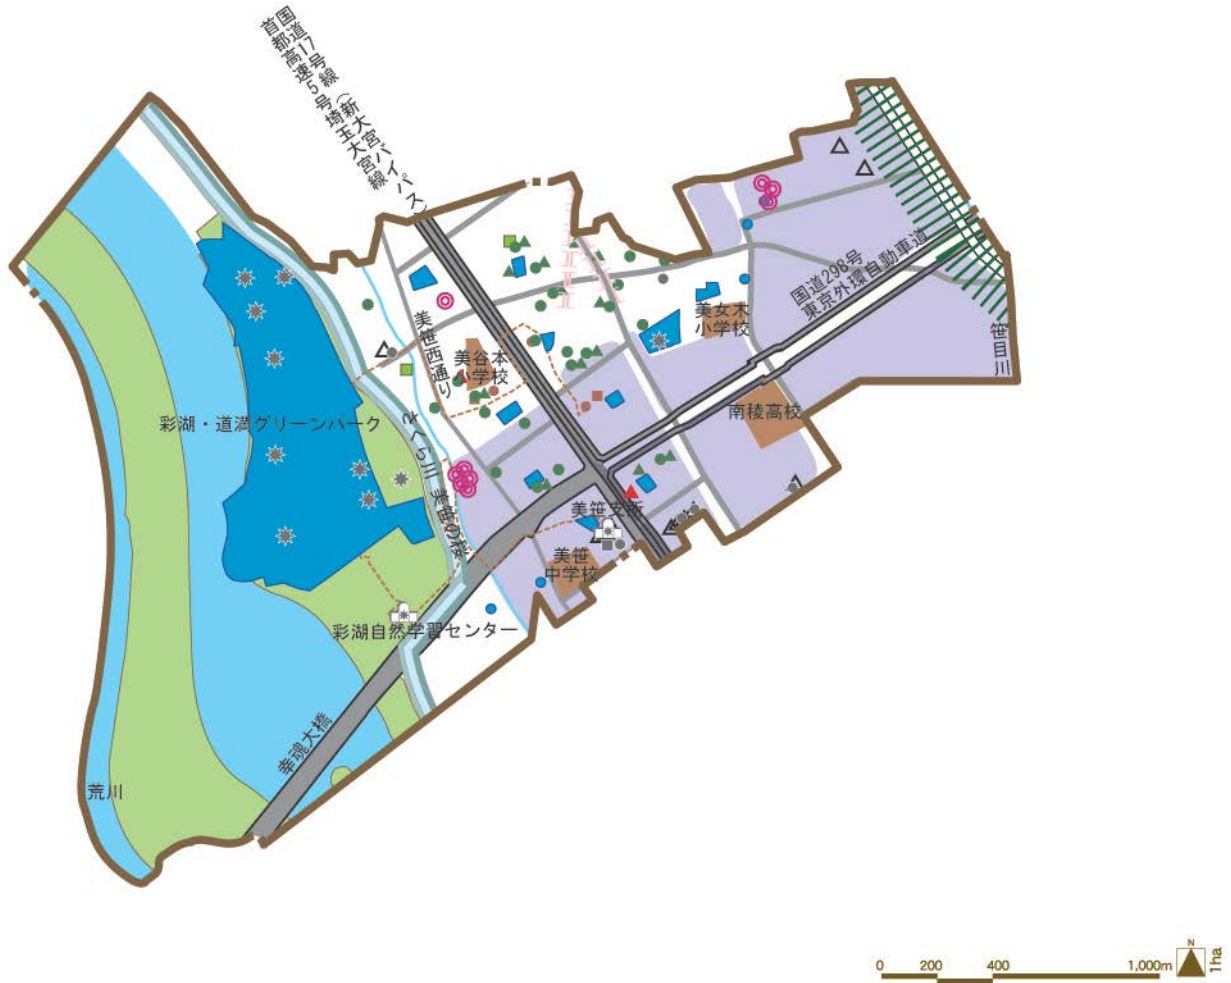 首都高速5号埼玉大宮線
国道17号線(新大宮バイパス)
国道298号
東京外環自動車道
笹目川
美女木
小学校
美笹西通り
美谷本
小学校
南稜高校
彩湖・道満グリーンパーク
さくら川
美笹の桜
美笹支所
美笹
中学校
彩湖自然学習センター
幸魂大橋
荒川
0 200 400 1,000m
N
1ha